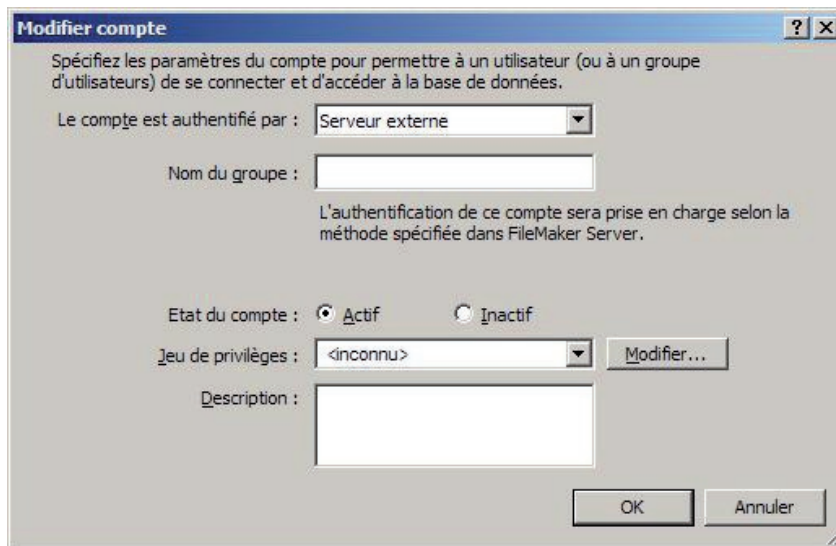 Modifier compte
Spécifiez les paramètres du compte pour permettre à un utilisateur (ou à un groupe
d'utilisateurs) de se connecter et d'accéder à la base de données.
Le compte est authentifié par : Serveur externe
Nom du groupe :
L'authentification de ce compte sera prise en charge selon la
méthode spécifiée dans FileMaker Server.
Etat du compte : Actif Inactif
Jeu de privilèges : <inconnu> Modifier...
Description :
OK Annuler